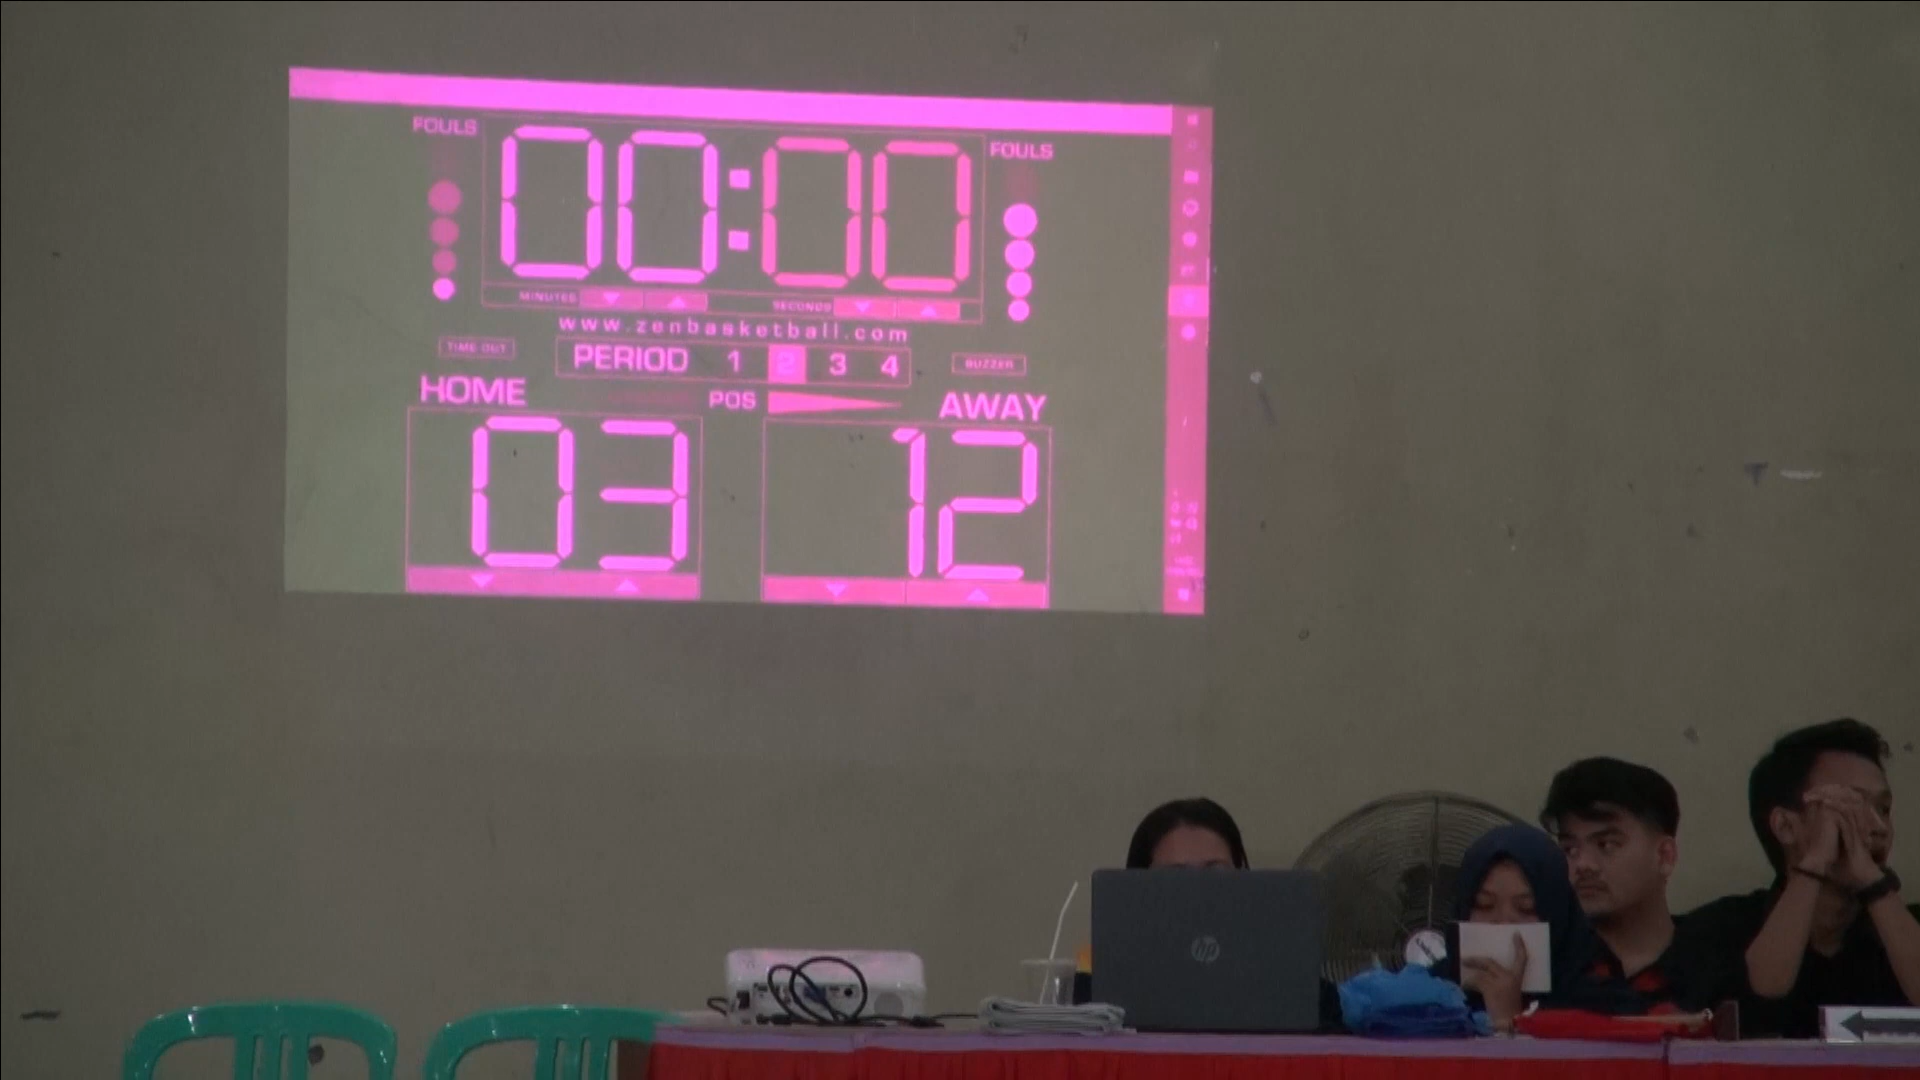 FOULS
00:00
FOULS
MINUTES
SECONDS
www.zenbasketball.com
TIME OUT
PERIOD 1 2 3 4
BUZZER
HOME
POS
AWAY
03
12
hp